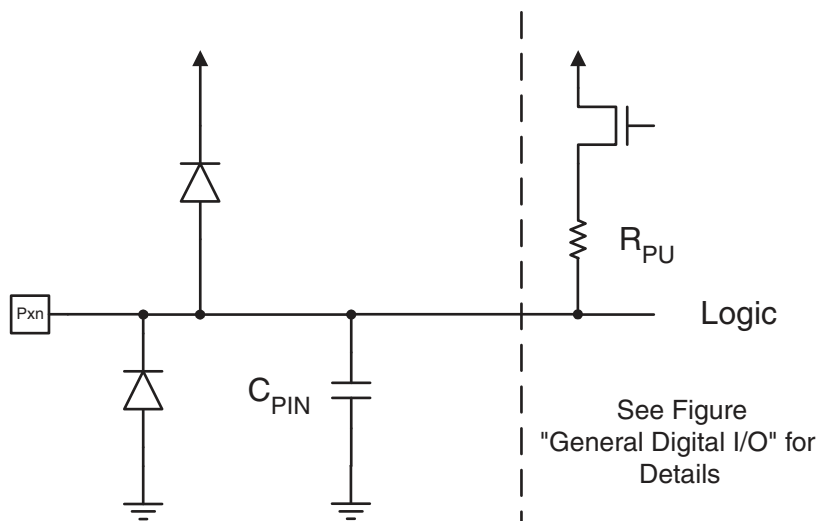 R_PU
Pxn
Logic
C_PIN
See Figure
"General Digital I/O" for
Details